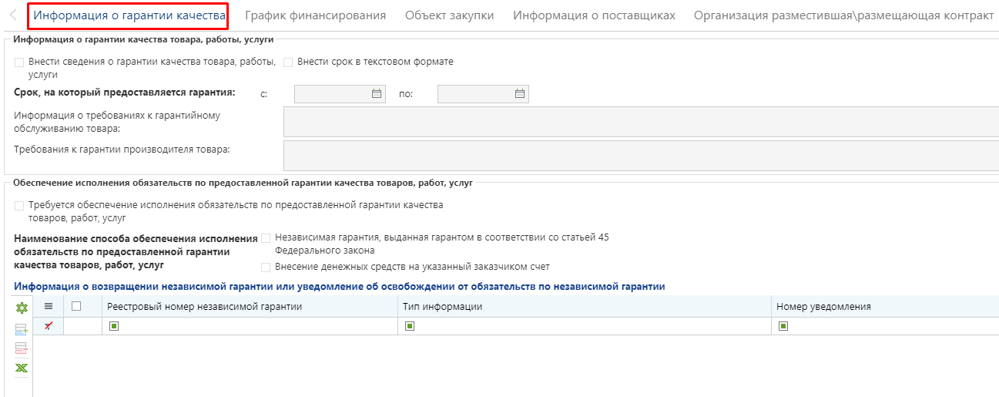 Информация о гарантии качества График финансирования Объект закупки Информация о поставщиках Организация разместившая\размещающая контракт
Информация о гарантии качества товара, работы, услуги
Внести сведения о гарантии качества товара, работы, услуги
Внести срок в текстовом формате
Срок, на который предоставляется гарантия: с: по:
Информация о требованиях к гарантийному
обслуживанию товара:
Требования к гарантии производителя товара:
Обеспечение исполнения обязательств по предоставленной гарантии качества товаров, работ, услуг
Требуется обеспечение исполнения обязательств по предоставленной гарантии качества
товаров, работ, услуг
Наименование способа обеспечения исполнения
обязательств по предоставленной гарантии
качества товаров, работ, услуг
Независимая гарантия, выданная гарантом в соответствии со статьей 45
Федерального закона
Внесение денежных средств на указанный заказчиком счет
Информация о возвращении независимой гарантии или уведомление об освобождении от обязательств по независимой гарантии
Реестровый номер независимой гарантии Тип информации Номер уведомления